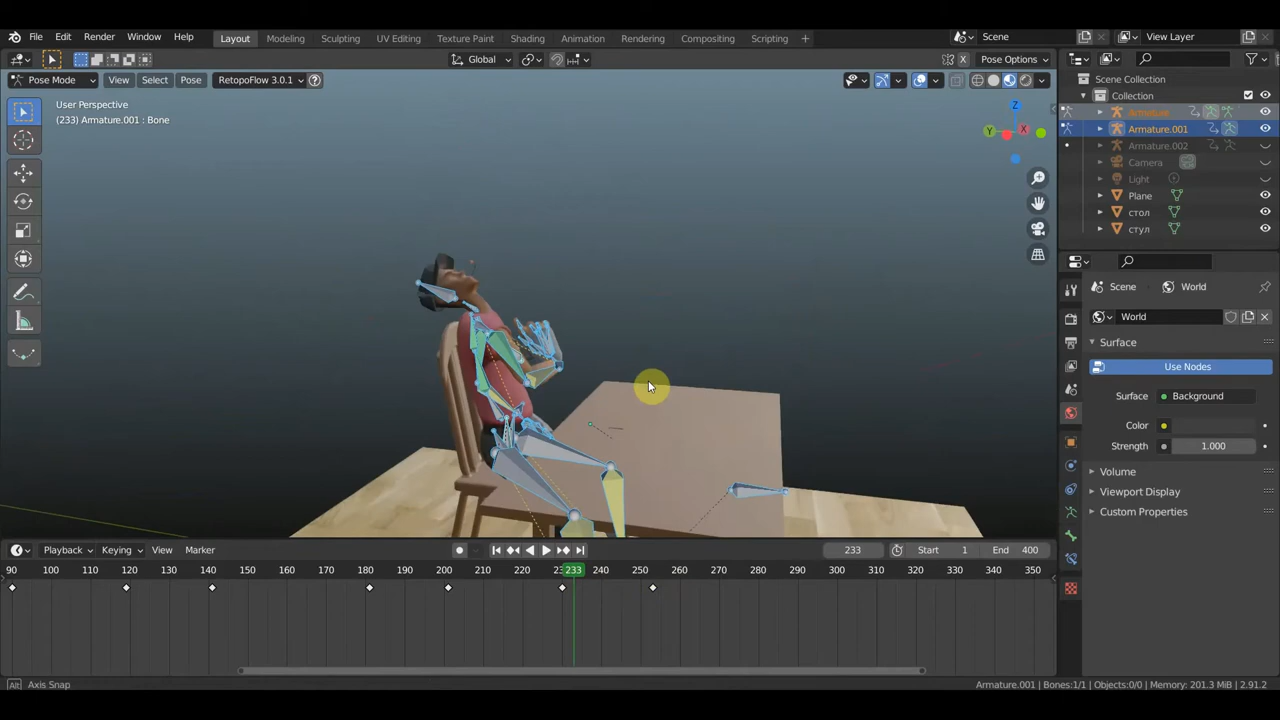 File Edit Render Window Help Layout Modeling Sculpting UV Editing Texture Paint Shading Animation Rendering Compositing Scripting + Scene View Layer
Global Pose Options
Pose Mode View Select Pose RetopoFlow 3.0.1
User Perspective
(233) Armature.001 : Bone
Z
Y
X
Scene Collection
Collection
Armature
Armature.001
Armature.002
Camera
Light
Plane
стол
стул
Scene World
World
Surface
Use Nodes
Surface Background
Color
Strength 1.000
Volume
Viewport Display
Custom Properties
Playback Keying View Marker 233 Start 1 End 400
90 100 110 120 130 140 150 160 170 180 190 200 210 220 233 240 250 260 270 280 290 300 310 320 330 340 350
Alt Axis Snap Armature.001 | Bones:1/1 | Objects:0/0 | Memory: 201.3 MiB | 2.91.2